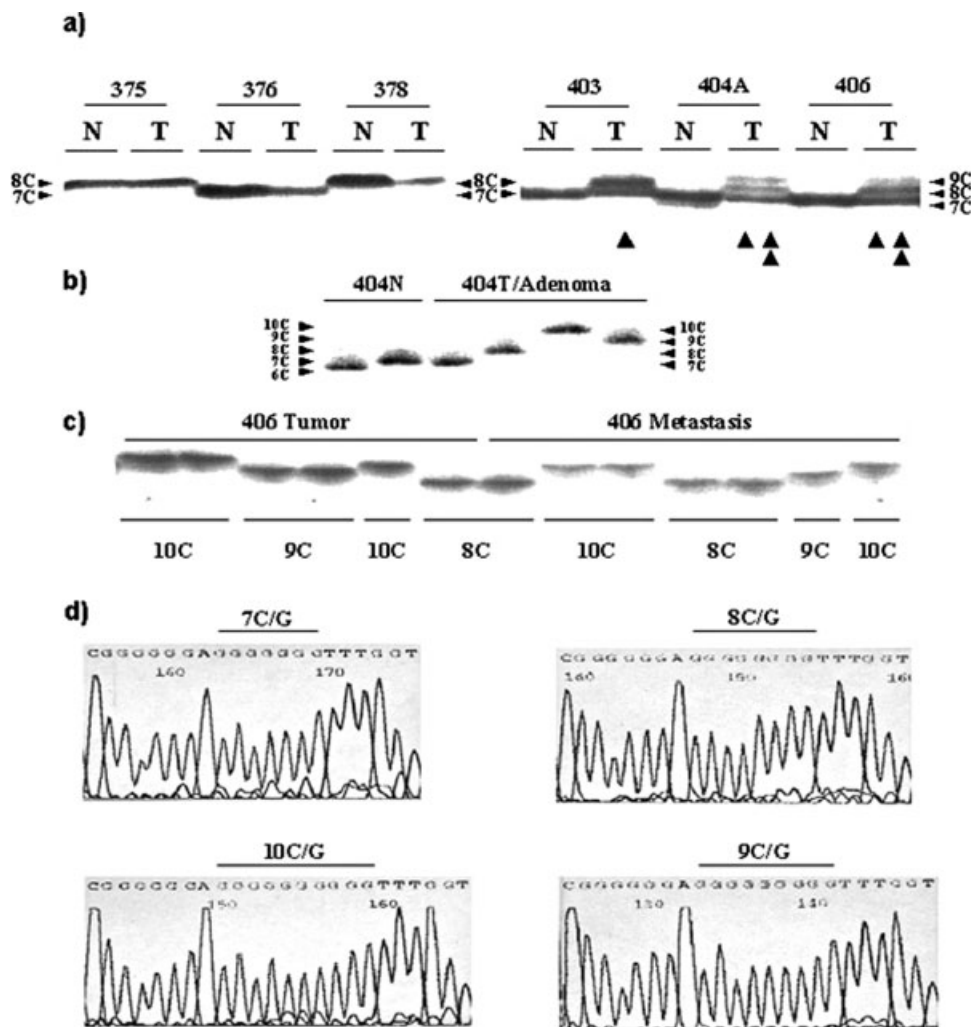 a)
375 376 378 403 404A 406
N T N T N T N T N T N T
8C 8C 9C
7C 7C 8C
7C
b)
404N 404T/Adenoma
10C 10C
9C 9C
8C 8C
7C 7C
6C
c)
406 Tumor 406 Metastasis
10C 9C 10C 8C 10C 8C 9C 10C
d)
7C/G 8C/G
C G G G G G G A G G G G G G G T T T G G T
160 170
C G G G G G G A G G G G G G G G T T T G G T
160
10C/G 9C/G
150 160
C G G G G G G A G G G G G G G G G T T T G G T